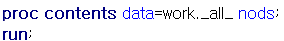 proc contents data=work._all_ nods;
run;